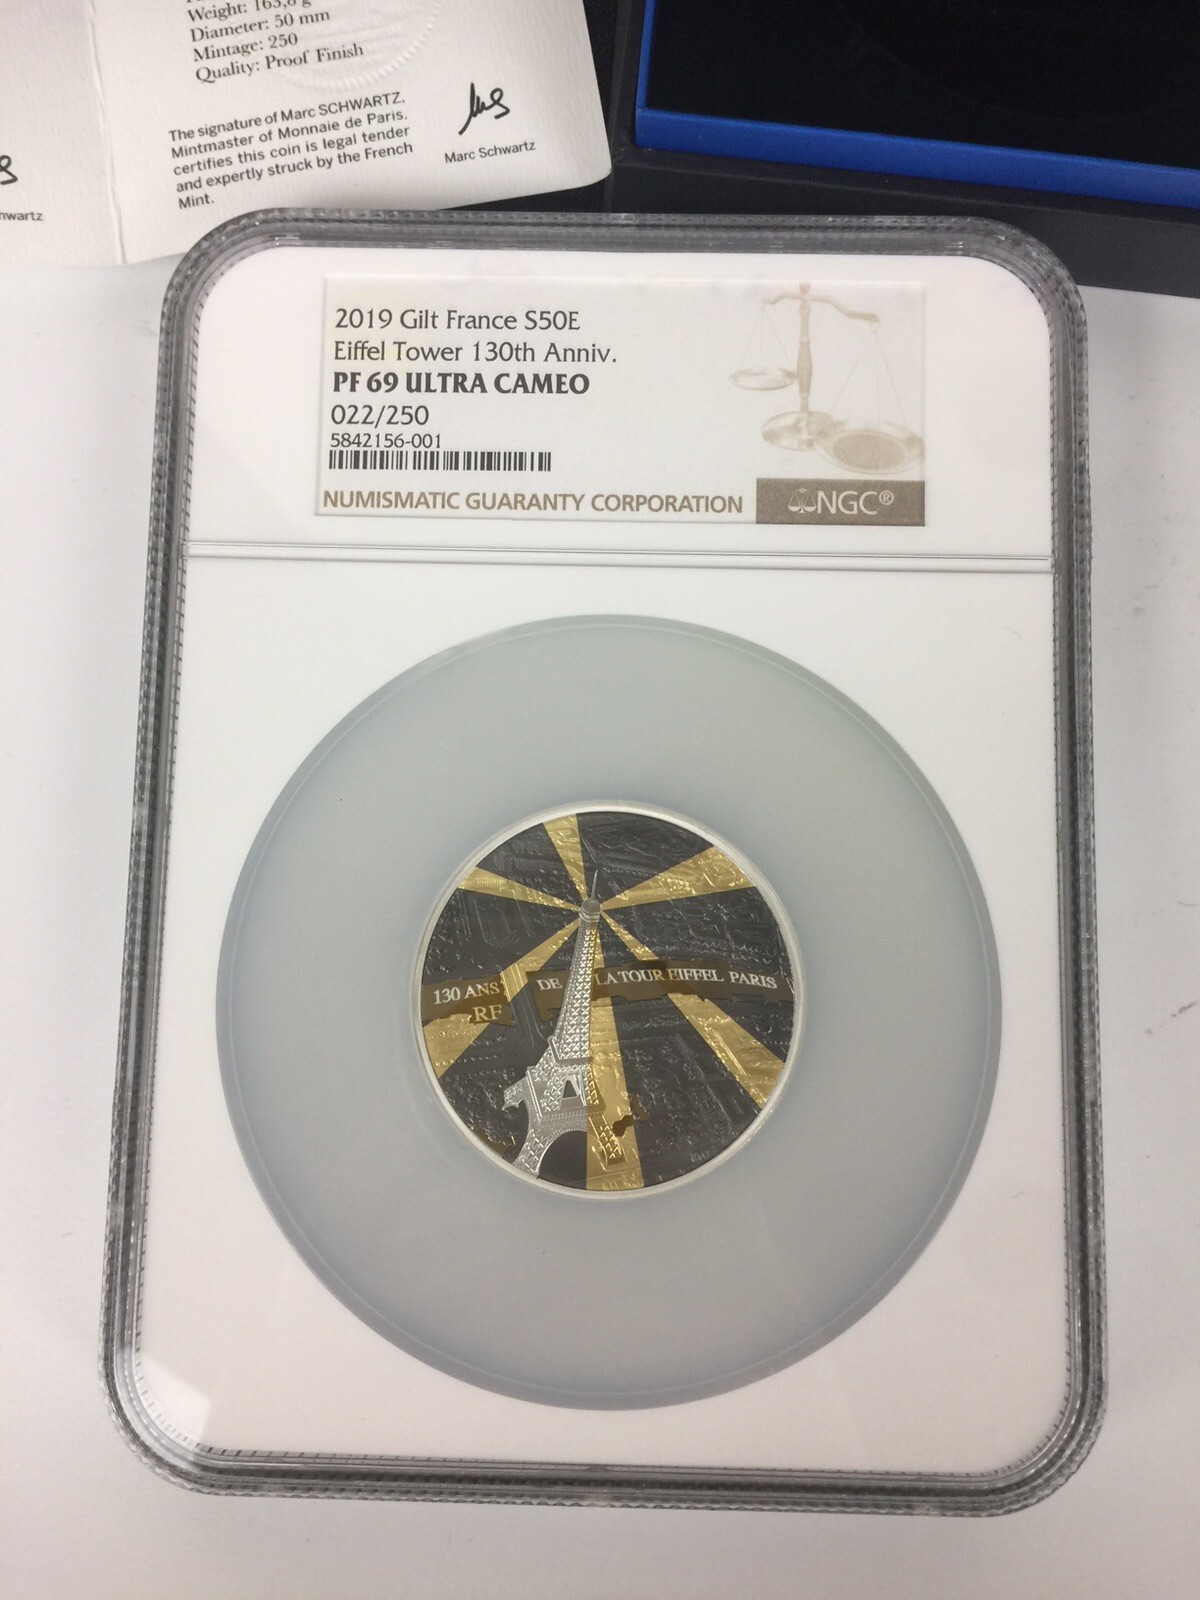 Weight: 163,8 g
Diameter: 50 mm
Mintage: 250
Quality: Proof Finish
The signature of Marc SCHWARTZ,
Mintmaster of Monnaie de Paris,
certifies this coin is legal tender
and expertly struck by the French
Mint.
Marc Schwartz
hwartz
2019 Gilt France S50E
Eiffel Tower 130th Anniv.
PF 69 ULTRA CAMEO
022/250
5842156-001
NUMISMATIC GUARANTY CORPORATION
NGC®
130 ANS DE LA TOUR EIFFEL PARIS
RF